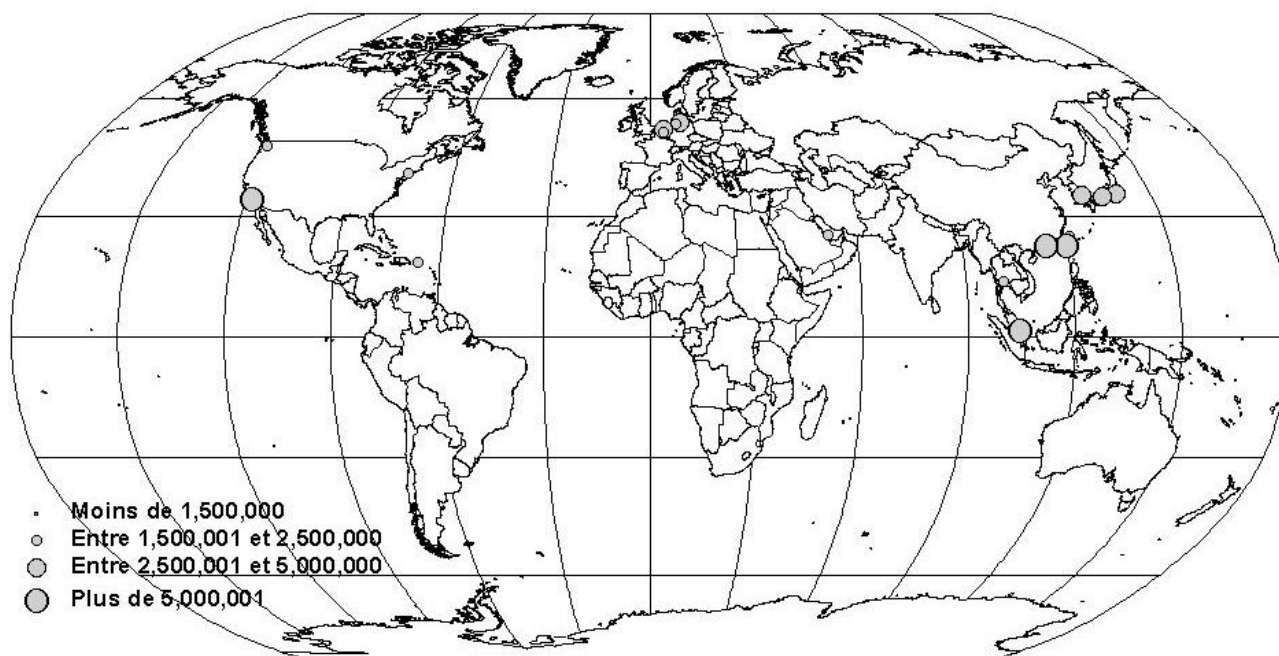 Moins de 1,500,000
Entre 1,500,001 et 2,500,000
Entre 2,500,001 et 5,000,000
Plus de 5,000,001